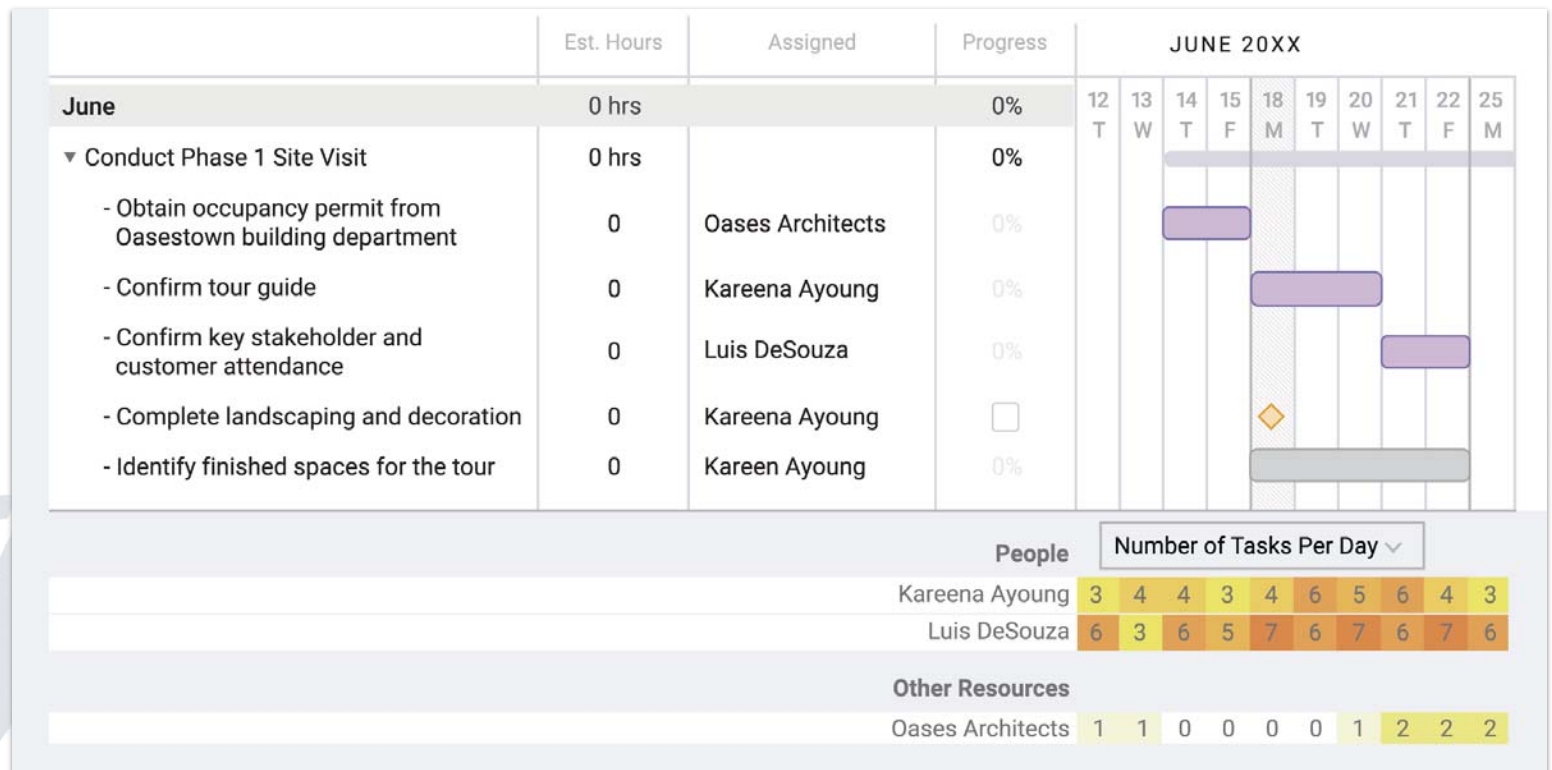 Est. Hours Assigned Progress JUNE 20XX
June 0 hrs 0% 12 13 14 15 18 19 20 21 22 25
T W T F M T W T F M
Conduct Phase 1 Site Visit 0 hrs 0%
- Obtain occupancy permit from
Oasestown building department 0 Oases Architects 0%
- Confirm tour guide 0 Kareena Ayoung 0%
- Confirm key stakeholder and
customer attendance 0 Luis DeSouza 0%
- Complete landscaping and decoration 0 Kareena Ayoung
- Identify finished spaces for the tour 0 Kareen Ayoung 0%
People Number of Tasks Per Day
Kareena Ayoung 3 4 4 3 4 6 5 6 4 3
Luis DeSouza 6 3 6 5 7 6 7 6 7 6
Other Resources
Oases Architects 1 1 0 0 0 0 1 2 2 2